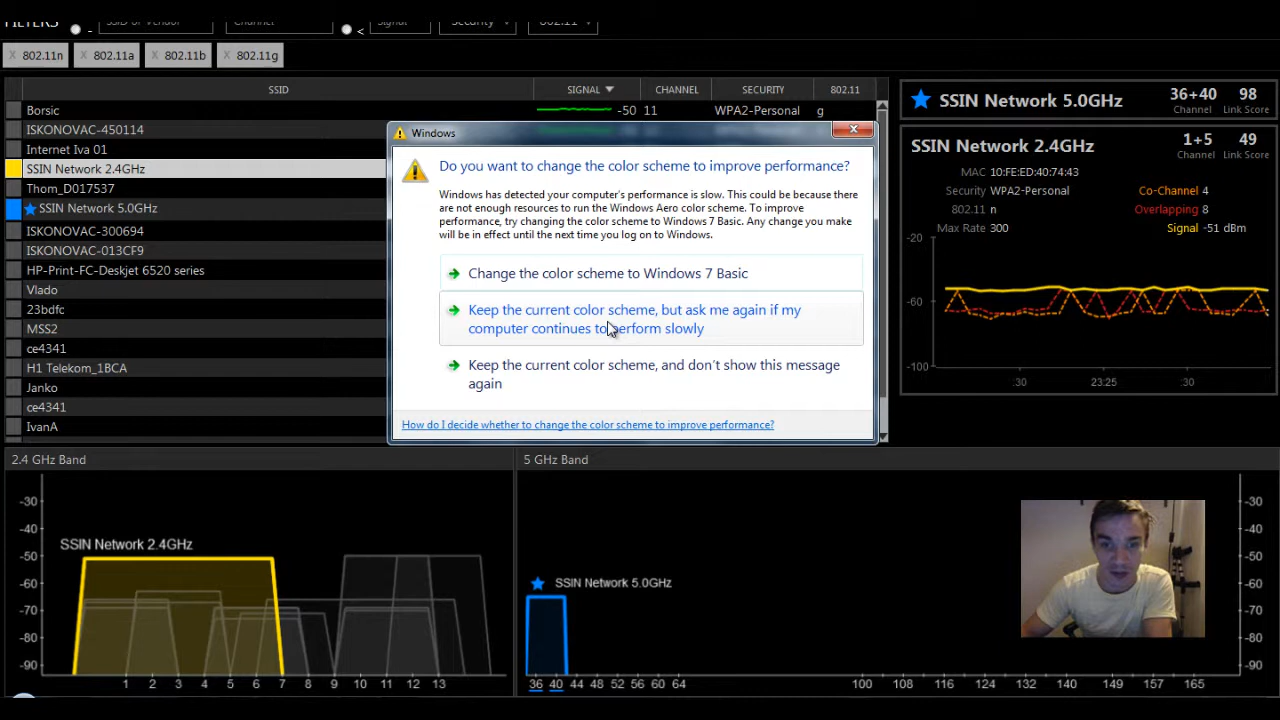 FILTERS - SSID or Vendor Channel < Signal Security 802.11
X 802.11n X 802.11a X 802.11b X 802.11g
SSID SIGNAL CHANNEL SECURITY 802.11
Borsic -50 11 WPA2-Personal g
ISKONOVAC-450114
Internet Iva 01
SSIN Network 2.4GHz
Thom_D017537
SSIN Network 5.0GHz
ISKONOVAC-300694
ISKONOVAC-013CF9
HP-Print-FC-Deskjet 6520 series
Vlado
23bdfc
MSS2
ce4341
H1 Telekom_1BCA
Janko
ce4341
IvanA
Windows
Do you want to change the color scheme to improve performance?
Windows has detected your computer's performance is slow. This could be because there
are not enough resources to run the Windows Aero color scheme. To improve
performance, try changing the color scheme to Windows 7 Basic. Any change you make
will be in effect until the next time you log on to Windows.
Change the color scheme to Windows 7 Basic
Keep the current color scheme, but ask me again if my
computer continues to perform slowly
Keep the current color scheme, and don't show this message
again
How do I decide whether to change the color scheme to improve performance?
SSIN Network 5.0GHz 36+40 98
Channel Link Score
SSIN Network 2.4GHz 1+5 49
Channel Link Score
MAC 10:FE:ED:40:74:43
Security WPA2-Personal Co-Channel 4
802.11 n Overlapping 8
Max Rate 300 Signal -51 dBm
-20
-60
-100
:30 23:25 :30
2.4 GHz Band
-30
-40
-50
-60
-70
-80
-90
SSIN Network 2.4GHz
1 2 3 4 5 6 7 8 9 10 11 12 13
5 GHz Band
SSIN Network 5.0GHz
-30
-40
-50
-60
-70
-80
-90
36 40 44 48 52 56 60 64 100 108 116 124 132 140 149 157 165